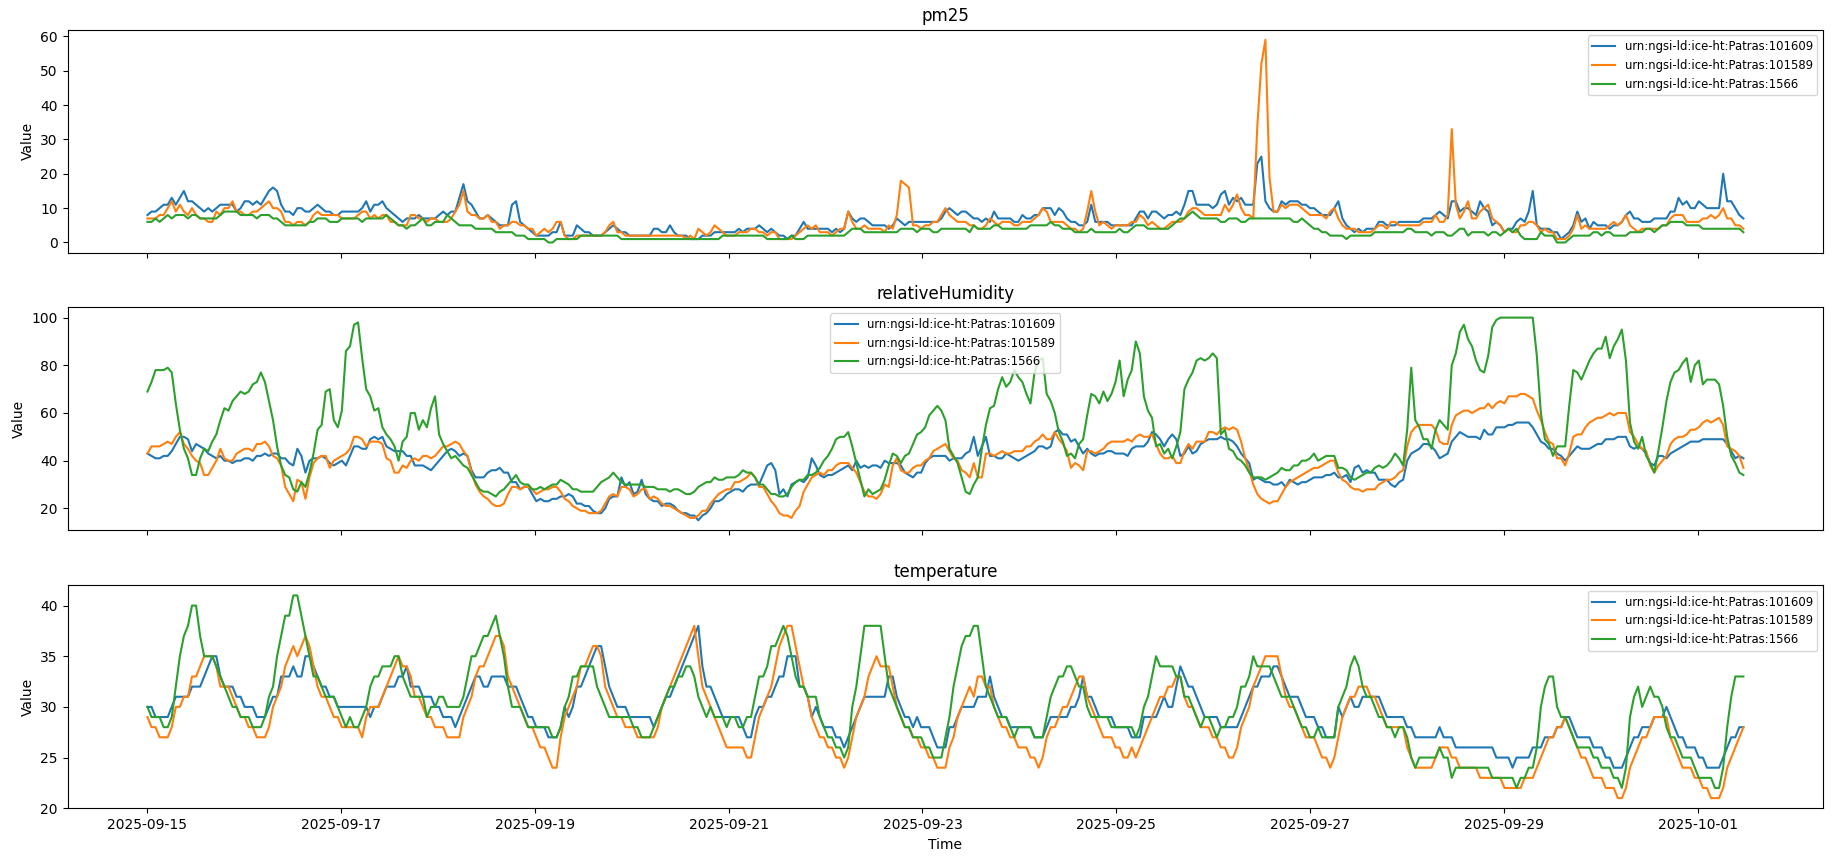 pm25
60
50
40
30
20
10
0
Value
urn:ngsi-ld:ice-ht:Patras:101609
urn:ngsi-ld:ice-ht:Patras:101589
urn:ngsi-ld:ice-ht:Patras:1566
relativeHumidity
100
80
60
40
20
Value
urn:ngsi-ld:ice-ht:Patras:101609
urn:ngsi-ld:ice-ht:Patras:101589
urn:ngsi-ld:ice-ht:Patras:1566
temperature
40
35
30
25
20
Value
urn:ngsi-ld:ice-ht:Patras:101609
urn:ngsi-ld:ice-ht:Patras:101589
urn:ngsi-ld:ice-ht:Patras:1566
2025-09-15 2025-09-17 2025-09-19 2025-09-21 2025-09-23 2025-09-25 2025-09-27 2025-09-29 2025-10-01
Time